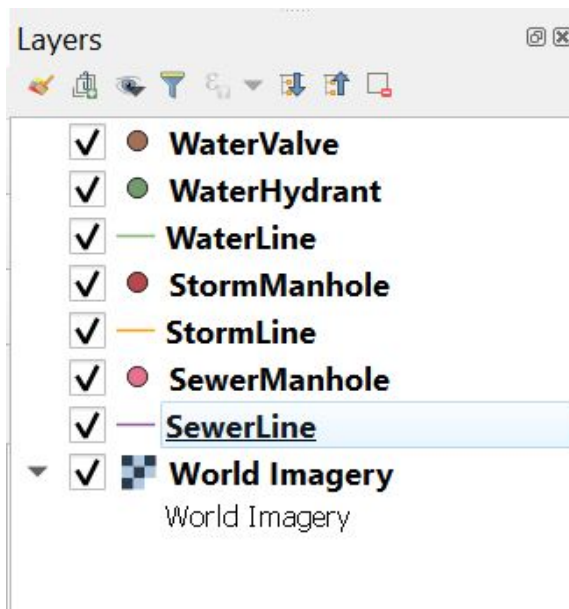 Layers
WaterValve
WaterHydrant
WaterLine
StormManhole
StormLine
SewerManhole
SewerLine
World Imagery
World Imagery